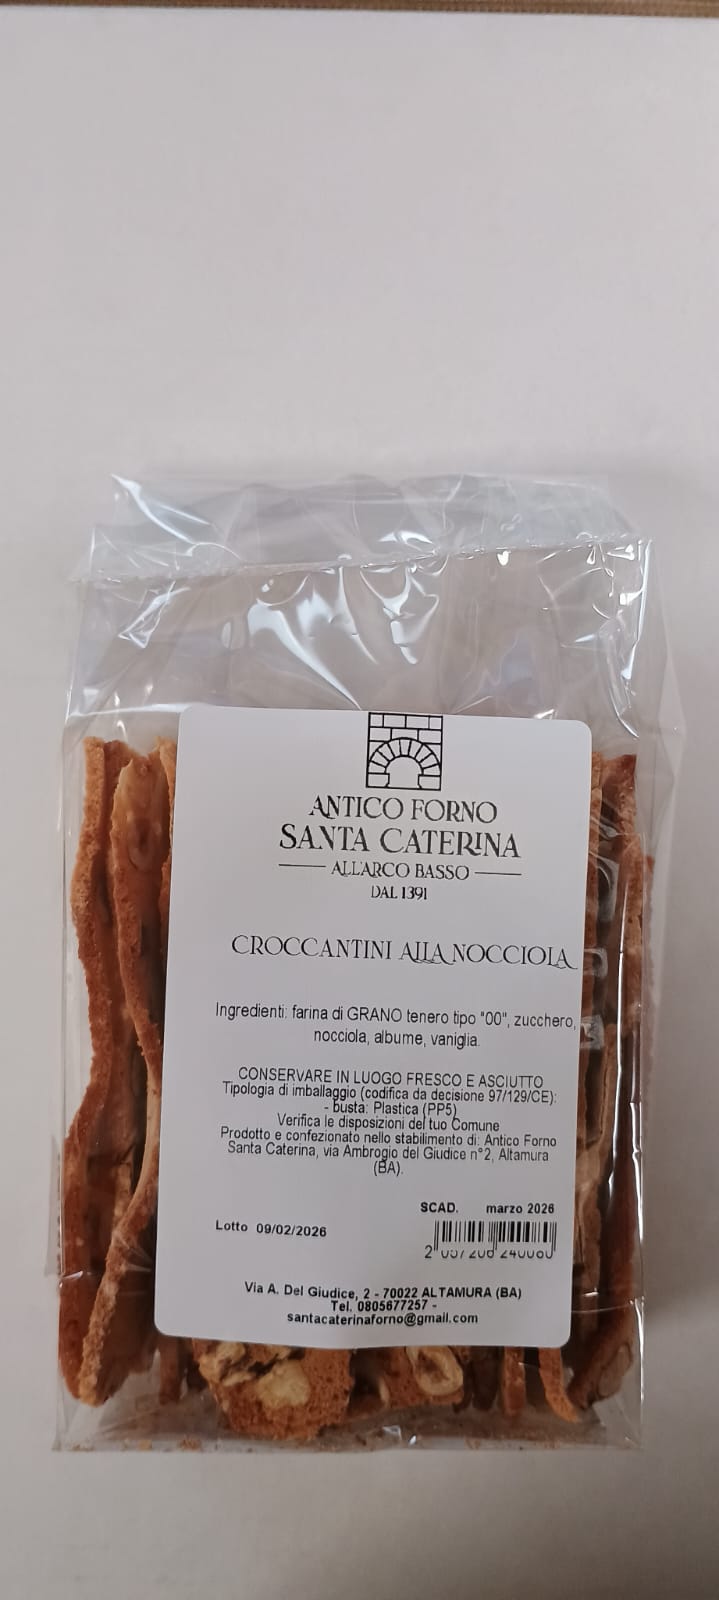 ANTICO FORNO
SANTA CATERINA
ALL'ARCO BASSO
DAL 1391
CROCCANTINI ALLA NOCCIOLA
Ingredienti: farina di GRANO tenero tipo "00", zucchero,
nocciola, albume, vaniglia.
CONSERVARE IN LUOGO FRESCO E ASCIUTTO
Tipologia di imballaggio (codifica da decisione 97/129/CE):
- busta: Plastica (PP5)
Verifica le disposizioni del tuo Comune
Prodotto e confezionato nello stabilimento di: Antico Forno
Santa Caterina, via Ambrogio del Giudice n°2, Altamura
(BA).
SCAD. marzo 2026
Lotto 09/02/2026
Via A. Del Giudice, 2 - 70022 ALTAMURA (BA)
Tel. 0805677257 -
santacaterinaforno@gmail.com